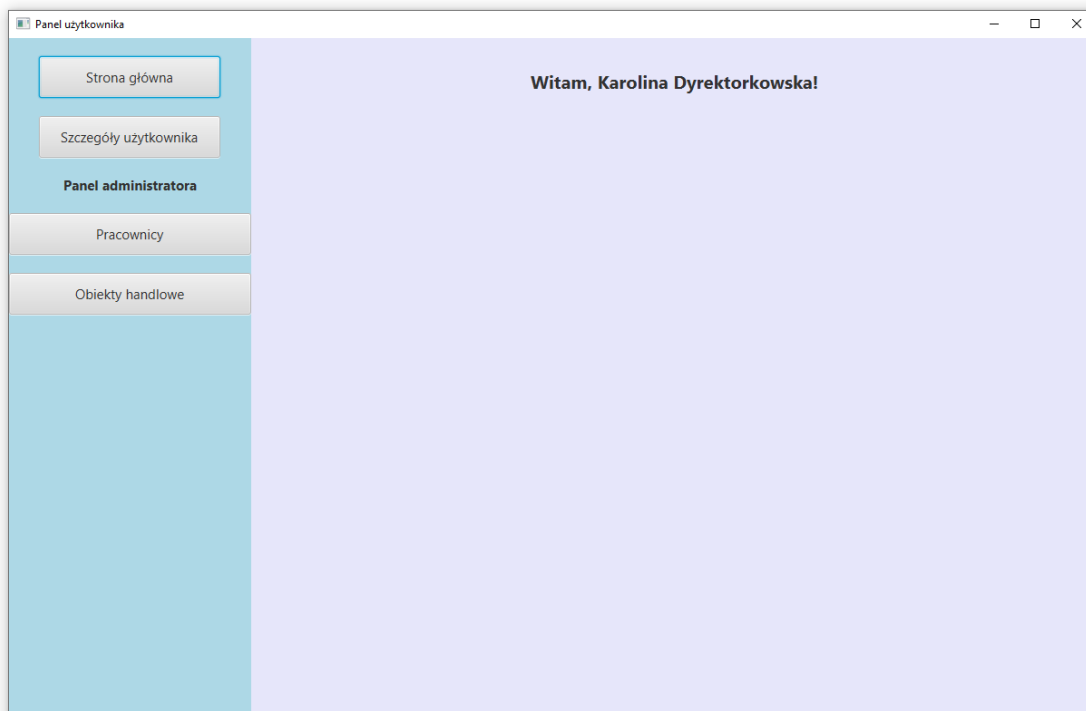 Panel użytkownika
Strona główna
Szczegóły użytkownika
Panel administratora
Pracownicy
Obiekty handlowe
Witam, Karolina Dyrektorkowska!